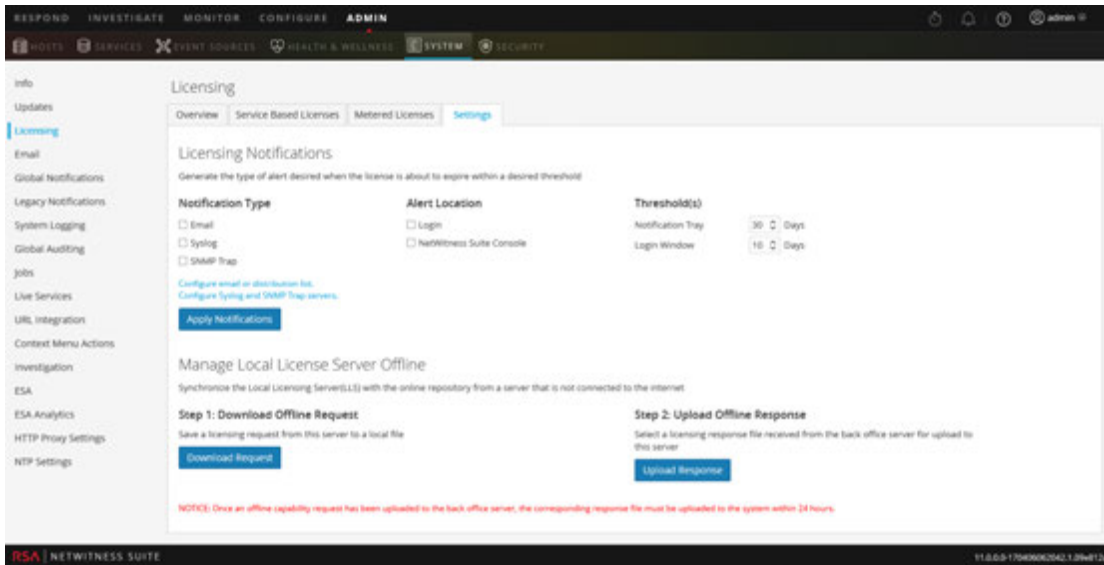 RESPOND INVESTIGATE MONITOR CONFIGURE ADMIN
admin
HOSTS SERVICES EVENT SOURCES HEALTH & WELLNESS SYSTEM SECURITY
Info
Updates
Licensing
Email
Global Notifications
Legacy Notifications
System Logging
Global Auditing
Jobs
Live Services
URL Integration
Context Menu Actions
Investigation
ESA
ESA Analytics
HTTP Proxy Settings
NTP Settings
Licensing
Overview Service Based Licenses Metered Licenses Settings
Licensing Notifications
Generate the type of alert desired when the license is about to expire within a desired threshold
Notification Type Alert Location Threshold(s)
Email Login Notification Tray 30 Days
Syslog NetWitness Suite Console Login Window 10 Days
SNMP Trap
Configure email or distribution list.
Configure Syslog and SNMP Trap servers.
Apply Notifications
Manage Local License Server Offline
Synchronize the Local Licensing Server(LLS) with the online repository from a server that is not connected to the internet
Step 1: Download Offline Request
Save a licensing request from this server to a local file
Download Request
Step 2: Upload Offline Response
Select a licensing response file received from the back office server for upload to
this server
Upload Response
NOTICE: Once an offline capability request has been uploaded to the back office server, the corresponding response file must be uploaded to the system within 24 hours.
RSA NETWITNESS SUITE